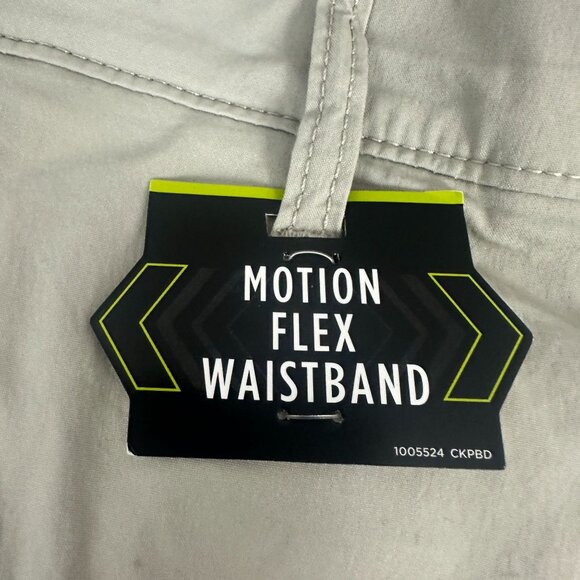 MOTION
FLEX
WAISTBAND
1005524 CKPBD